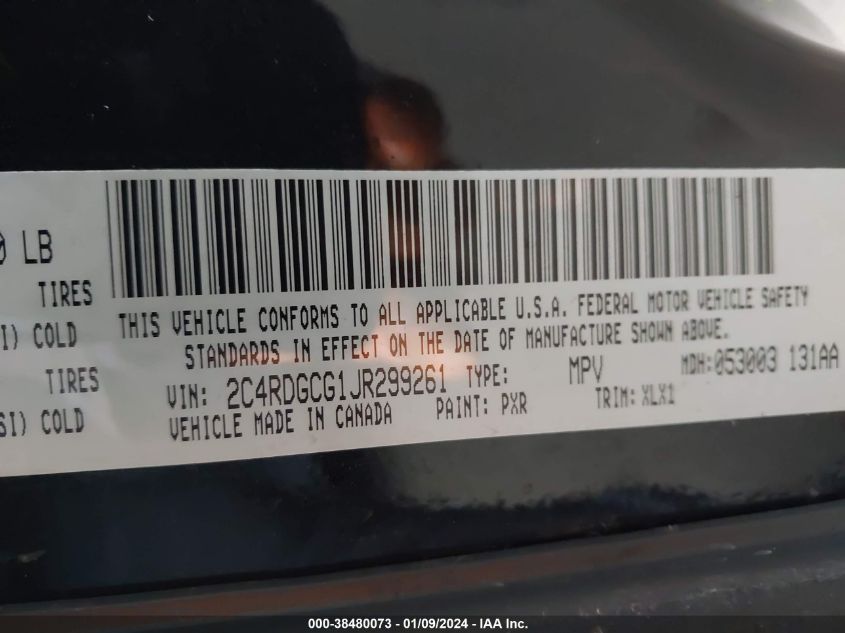 0 LB
TIRES
I) COLD
TIRES
SI) COLD
THIS VEHICLE CONFORMS TO ALL APPLICABLE U.S.A. FEDERAL MOTOR VEHICLE SAFETY
STANDARDS IN EFFECT ON THE DATE OF MANUFACTURE SHOWN ABOVE.
VIN: 2C4RDGCG1JR299261 TYPE: MPV MDH: 053003 131AA
VEHICLE MADE IN CANADA PAINT: PXR TRIM: XLX1
000-38480073 - 01/09/2024 - IAA Inc.